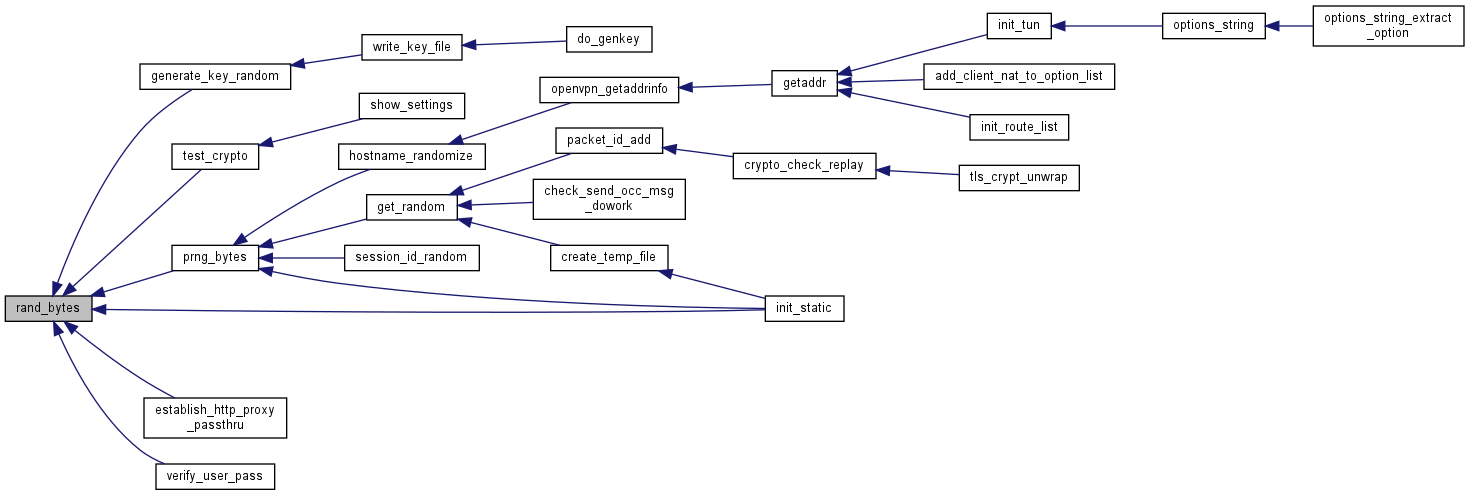 init_tun
options_string
options_string_extract
_option
write_key_file
do_genkey
generate_key_random
openvpn_getaddrinfo
getaddr
add_client_nat_to_option_list
show_settings
init_route_list
test_crypto
hostname_randomize
packet_id_add
crypto_check_replay
tls_crypt_unwrap
get_random
check_send_occ_msg
_dowork
prng_bytes
session_id_random
create_temp_file
rand_bytes
init_static
establish_http_proxy
_passthru
verify_user_pass